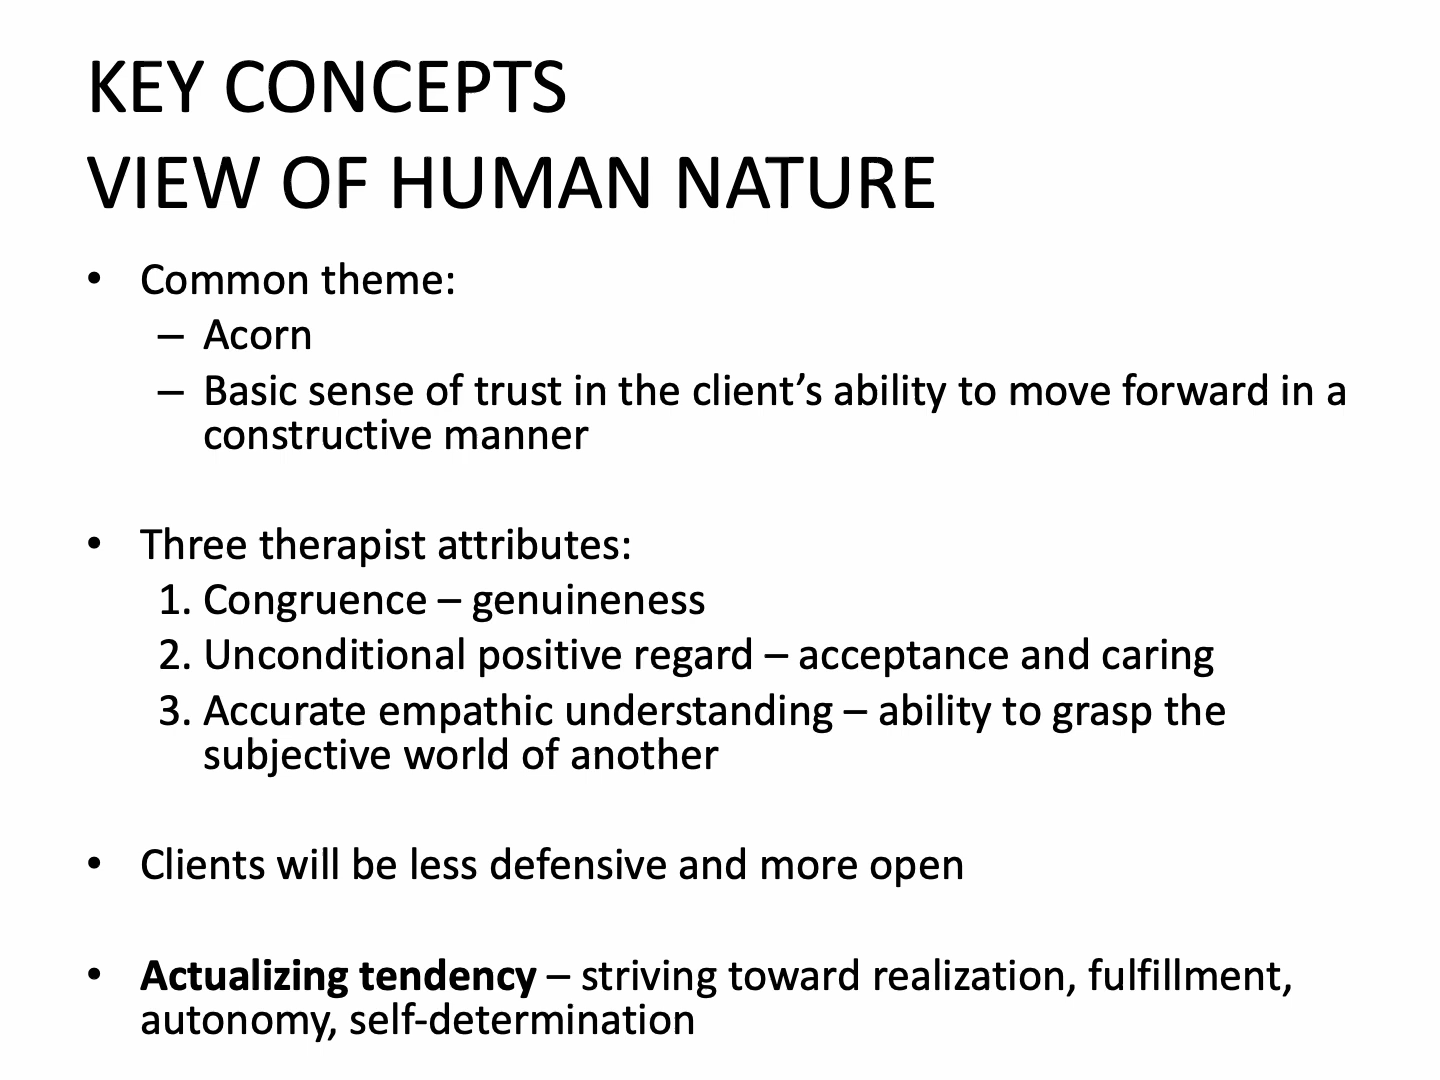 KEY CONCEPTS
VIEW OF HUMAN NATURE
• Common theme:
– Acorn
– Basic sense of trust in the client’s ability to move forward in a
constructive manner
• Three therapist attributes:
1. Congruence – genuineness
2. Unconditional positive regard – acceptance and caring
3. Accurate empathic understanding – ability to grasp the
subjective world of another
• Clients will be less defensive and more open
• Actualizing tendency – striving toward realization, fulfillment,
autonomy, self-determination